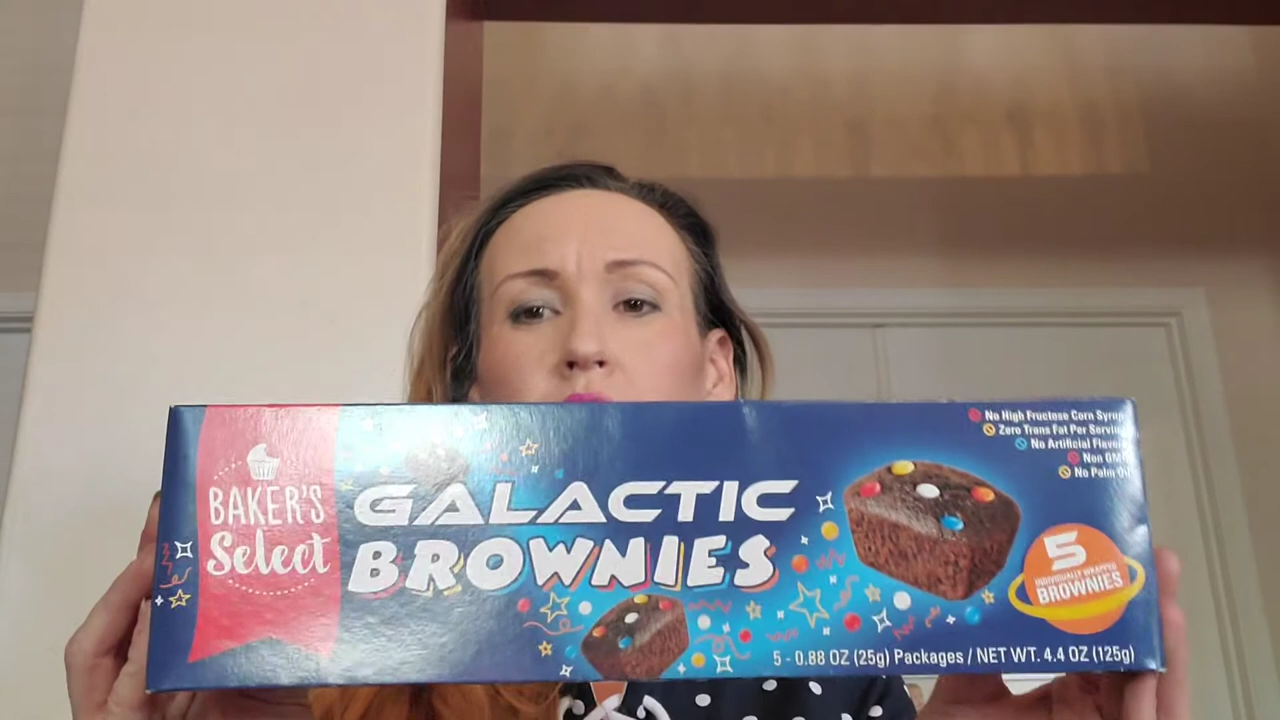 BAKER'S
Select
GALACTIC
BROWNIES
No High Fructose Corn Syrup
Zero Trans Fat Per Serving
No Artificial Flavors
Non GMO
No Palm Oil
5
INDIVIDUALLY WRAPPED
BROWNIES
5 - 0.88 OZ (25g) Packages / NET WT. 4.4 OZ (125g)